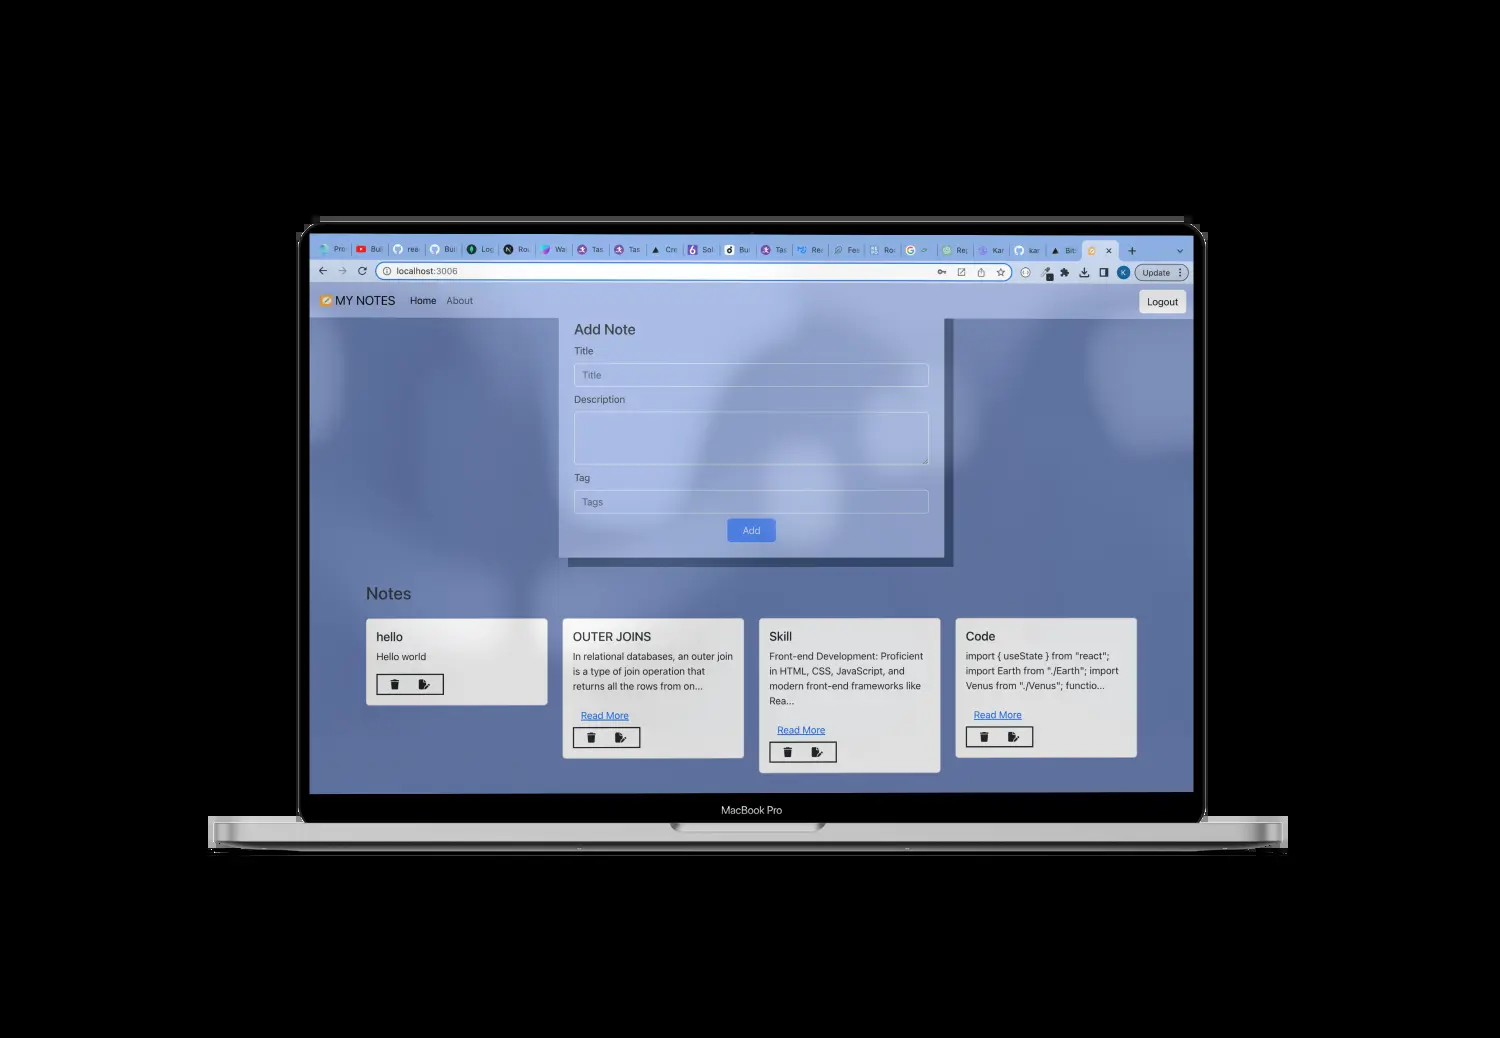 Pro Bui rea Bui Log Ro Wa Tas Tas Cre Sol Bui Tas Rea Fea Ro Re Kar kar Bit
localhost:3006
Update
MY NOTES Home About
Logout
Add Note
Title
Title
Description
Tag
Tags
Add
Notes
hello
Hello world
OUTER JOINS
In relational databases, an outer join
is a type of join operation that
returns all the rows from on...
Read More
Skill
Front-end Development: Proficient
in HTML, CSS, JavaScript, and
modern front-end frameworks like
Rea...
Read More
Code
import { useState } from "react";
import Earth from "./Earth"; import
Venus from "./Venus"; functio...
Read More
MacBook Pro